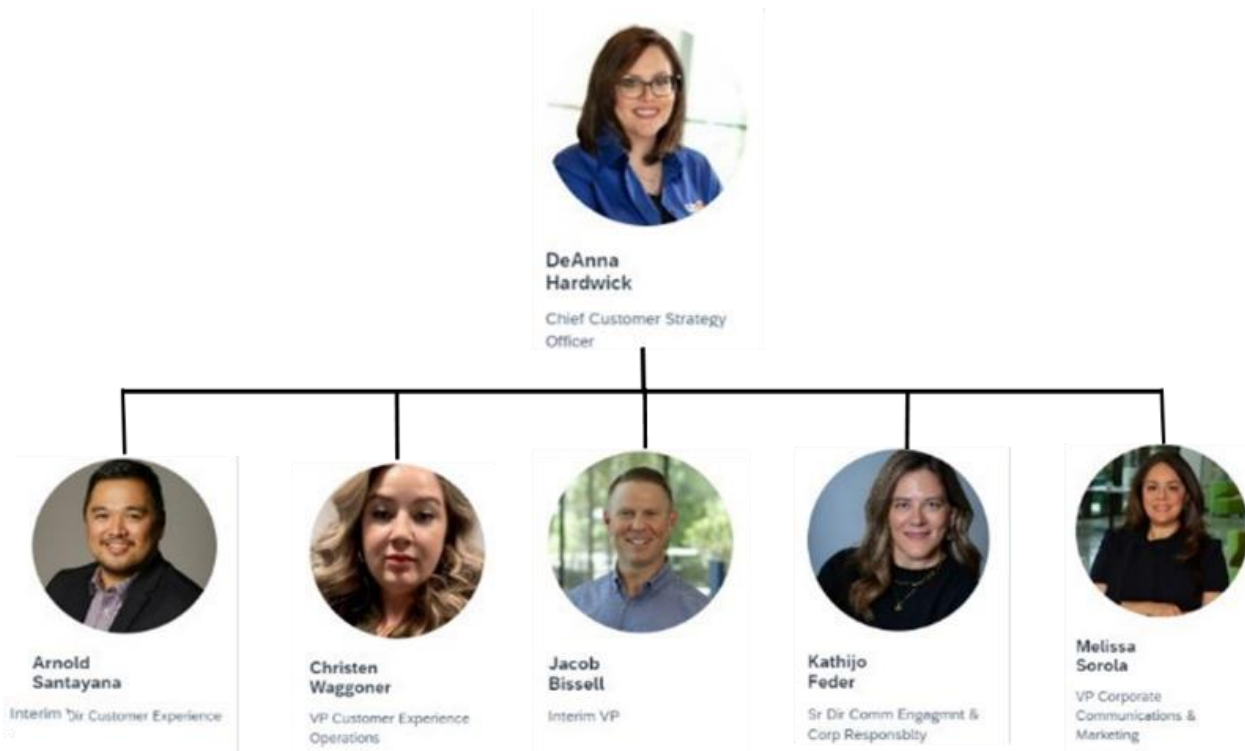 DeAnna
Hardwick
Chief Customer Strategy
Officer
Arnold
Santayana
Interim Dir Customer Experience
Christen
Waggoner
VP Customer Experience
Operations
Jacob
Bissell
Interim VP
Kathijo
Feder
Sr Dir Comm Engagmnt &
Corp Responsblty
Melissa
Sorola
VP Corporate
Communications &
Marketing